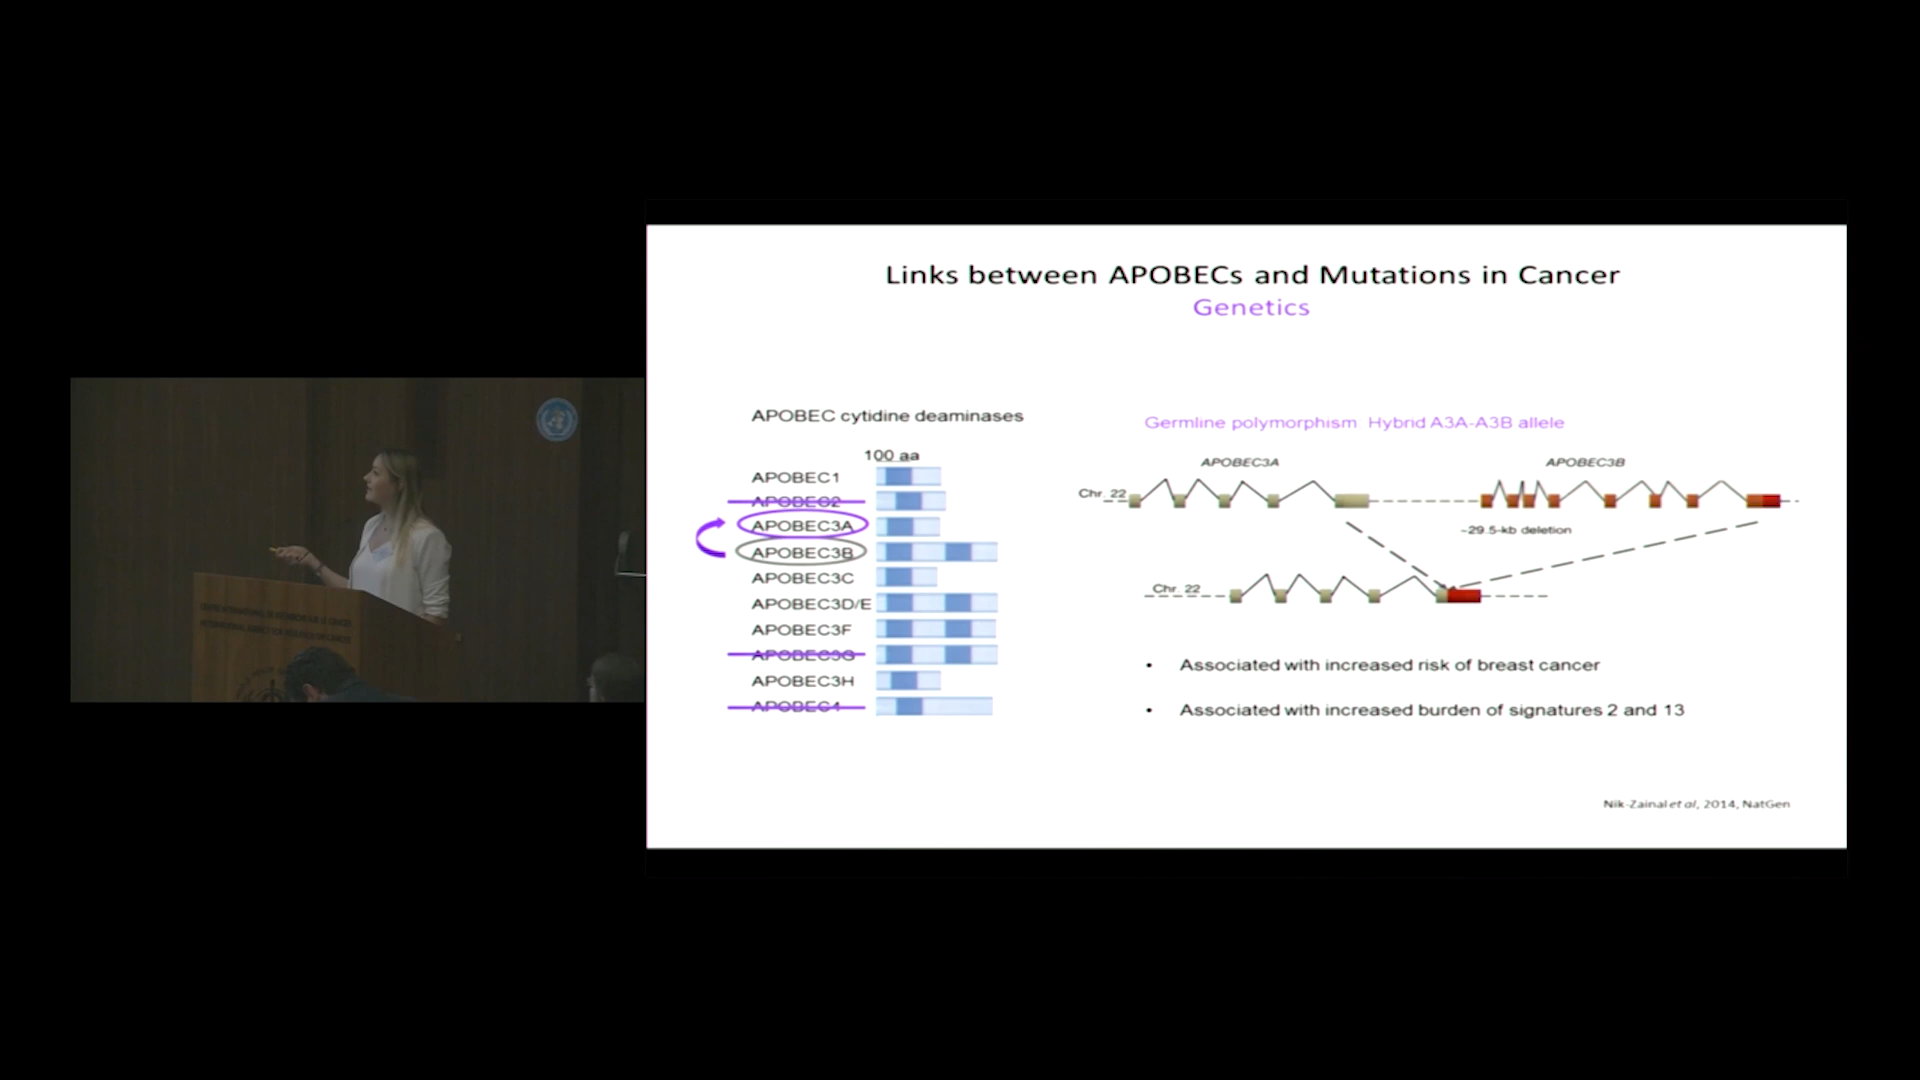 Links between APOBECs and Mutations in Cancer
Genetics
APOBEC cytidine deaminases
100 aa
APOBEC1
APOBEC2
APOBEC3A
APOBEC3B
APOBEC3C
APOBEC3D/E
APOBEC3F
APOBEC3G
APOBEC3H
APOBEC4
Germline polymorphism Hybrid A3A-A3B allele
APOBEC3A
APOBEC3B
Chr. 22
~29.5-kb deletion
Chr. 22
• Associated with increased risk of breast cancer
• Associated with increased burden of signatures 2 and 13
Nik-Zainal et al, 2014, NatGen